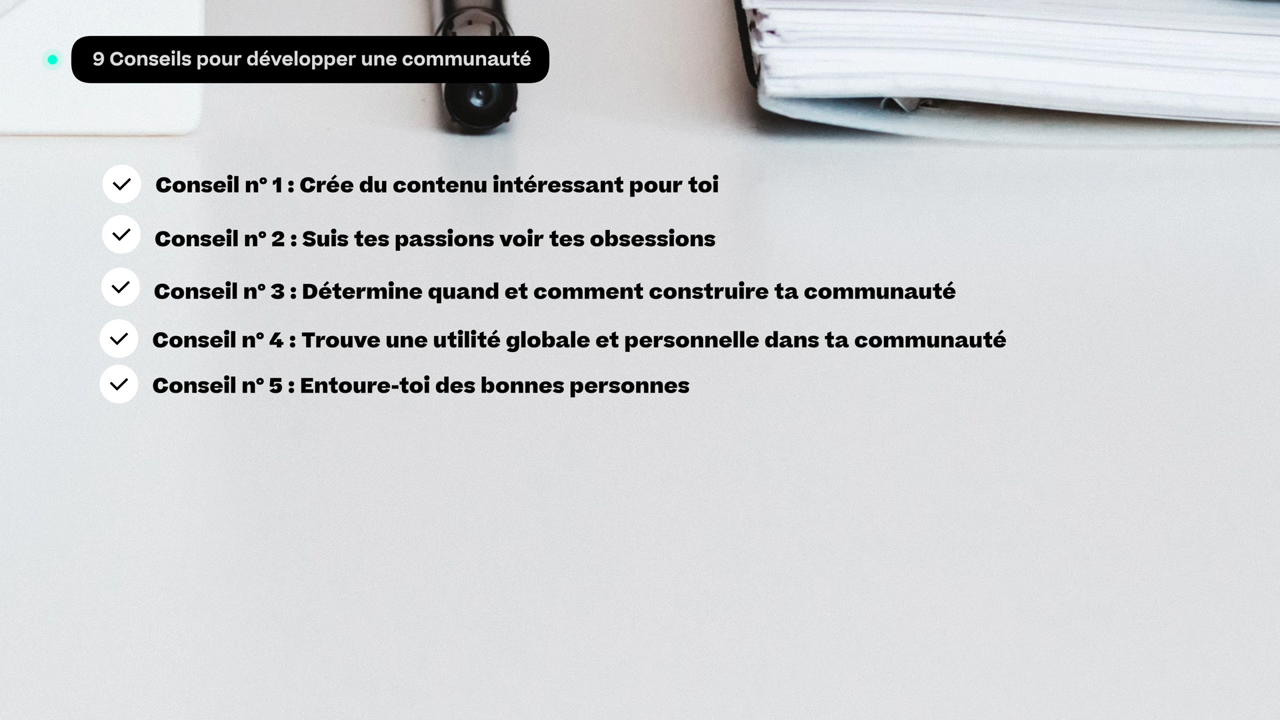 9 Conseils pour développer une communauté
Conseil n° 1 : Crée du contenu intéressant pour toi
Conseil n° 2 : Suis tes passions voir tes obsessions
Conseil n° 3 : Détermine quand et comment construire ta communauté
Conseil n° 4 : Trouve une utilité globale et personnelle dans ta communauté
Conseil n° 5 : Entoure-toi des bonnes personnes